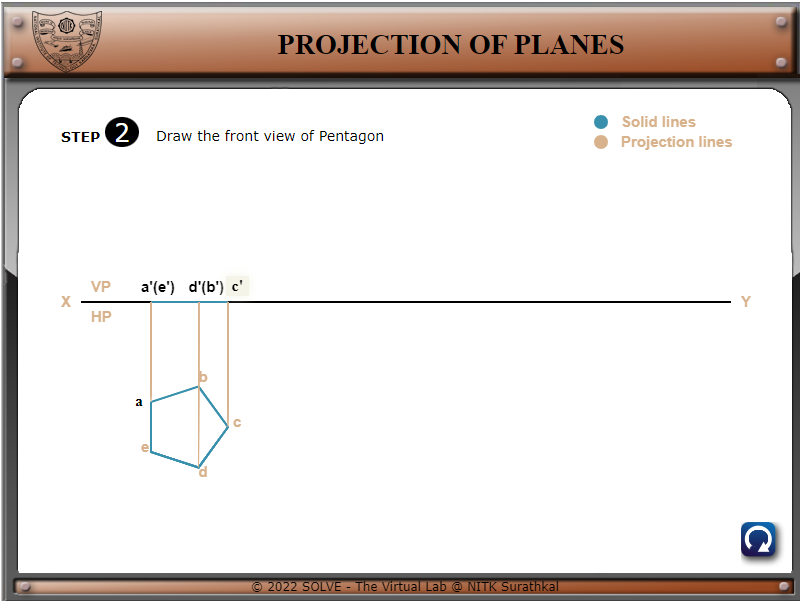 PROJECTION OF PLANES
STEP 2 Draw the front view of Pentagon
Solid lines
Projection lines
VP a'(e') d'(b') c'
X Y
HP
b
a
c
e
d
© 2022 SOLVE - The Virtual Lab @ NITK Surathkal